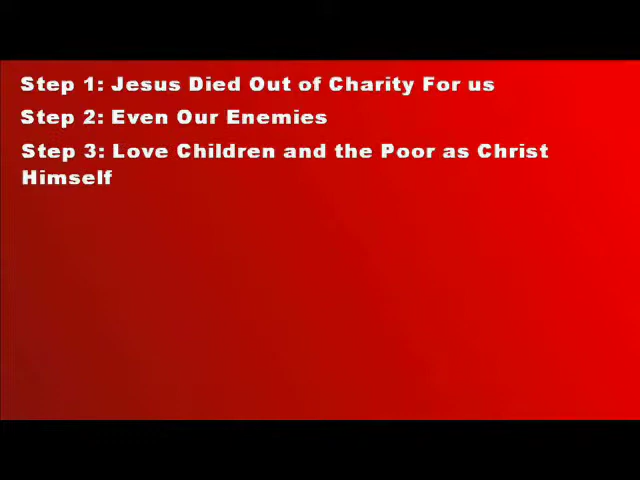 Step 1: Jesus Died Out of Charity For us
Step 2: Even Our Enemies
Step 3: Love Children and the Poor as Christ
Himself